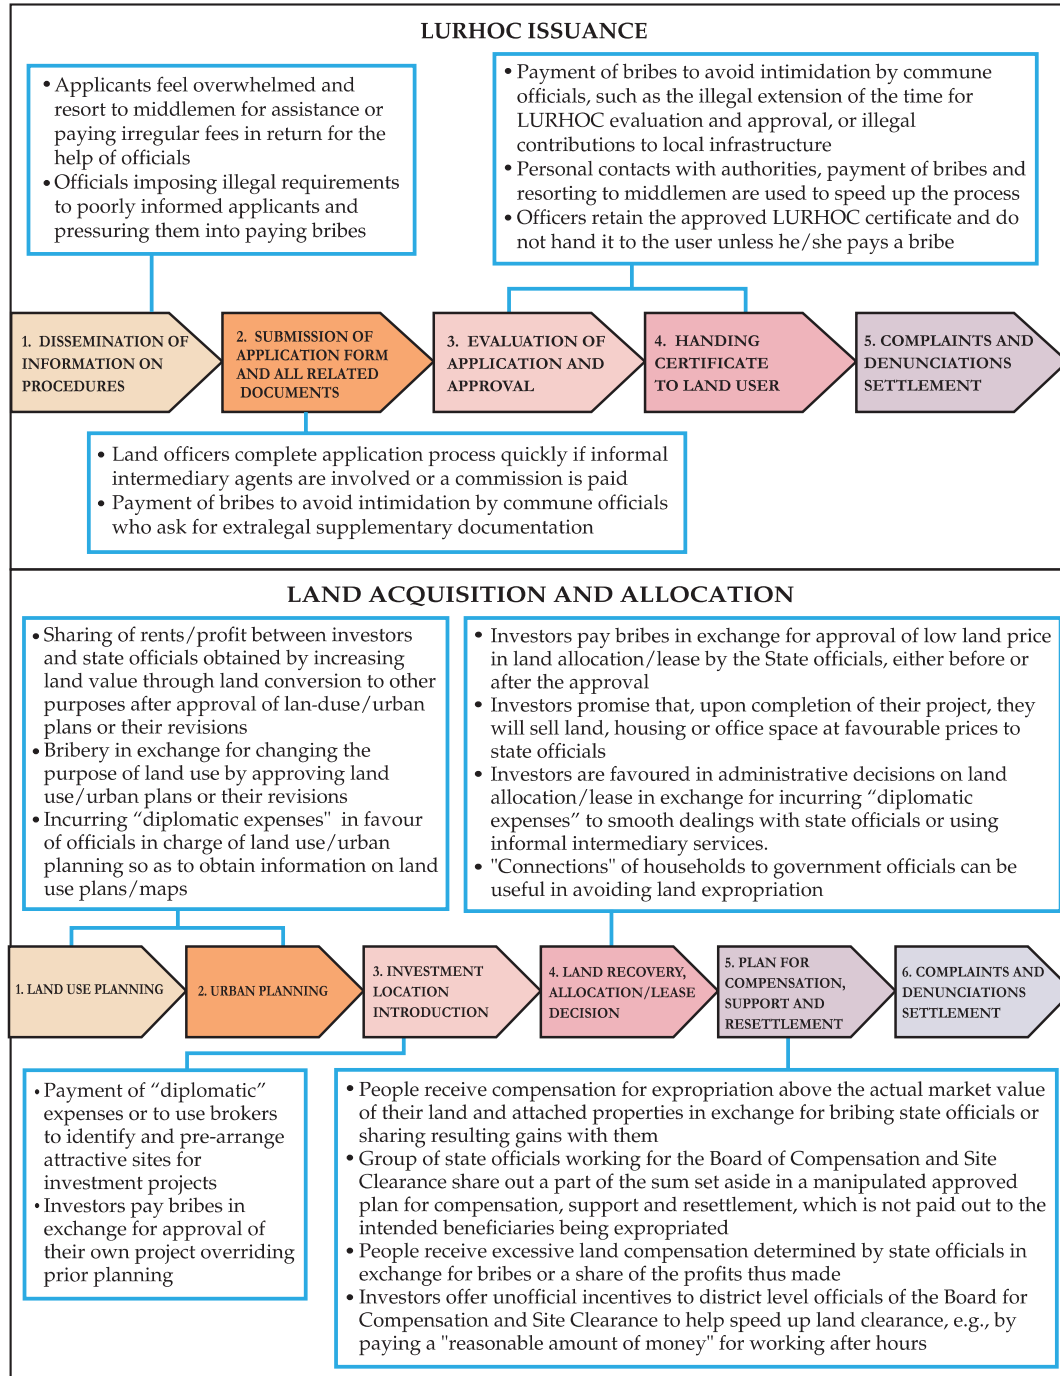 LURHOC ISSUANCE
• Applicants feel overwhelmed and
resort to middlemen for assistance or
paying irregular fees in return for the
help of officials
• Officials imposing illegal requirements
to poorly informed applicants and
pressuring them into paying bribes
• Payment of bribes to avoid intimidation by commune
officials, such as the illegal extension of the time for
LURHOC evaluation and approval, or illegal
contributions to local infrastructure
• Personal contacts with authorities, payment of bribes and
resorting to middlemen are used to speed up the process
• Officers retain the approved LURHOC certificate and do
not hand it to the user unless he/she pays a bribe
1. DISSEMINATION OF
INFORMATION ON
PROCEDURES
2. SUBMISSION OF
APPLICATION FORM
AND ALL RELATED
DOCUMENTS
3. EVALUATION OF
APPLICATION AND
APPROVAL
4. HANDING
CERTIFICATE
TO LAND USER
5. COMPLAINTS AND
DENUNCIATIONS
SETTLEMENT
• Land officers complete application process quickly if informal
intermediary agents are involved or a commission is paid
• Payment of bribes to avoid intimidation by commune officials
who ask for extralegal supplementary documentation
LAND ACQUISITION AND ALLOCATION
• Sharing of rents/profit between investors
and state officials obtained by increasing
land value through land conversion to other
purposes after approval of lan-duse/urban
plans or their revisions
• Bribery in exchange for changing the
purpose of land use by approving land
use/urban plans or their revisions
• Incurring “diplomatic expenses" in favour
of officials in charge of land use/urban
planning so as to obtain information on land
use plans/maps
• Investors pay bribes in exchange for approval of low land price
in land allocation/lease by the State officials, either before or
after the approval
• Investors promise that, upon completion of their project, they
will sell land, housing or office space at favourable prices to
state officials
• Investors are favoured in administrative decisions on land
allocation/lease in exchange for incurring “diplomatic
expenses” to smooth dealings with state officials or using
informal intermediary services.
• "Connections" of households to government officials can be
useful in avoiding land expropriation
1. LAND USE PLANNING
2. URBAN PLANNING
3. INVESTMENT
LOCATION
INTRODUCTION
4. LAND RECOVERY,
ALLOCATION/LEASE
DECISION
5. PLAN FOR
COMPENSATION,
SUPPORT AND
RESETTLEMENT
6. COMPLAINTS AND
DENUNCIATIONS
SETTLEMENT
• Payment of “diplomatic”
expenses or to use brokers
to identify and pre-arrange
attractive sites for
investment projects
• Investors pay bribes in
exchange for approval of
their own project overriding
prior planning
• People receive compensation for expropriation above the actual market value
of their land and attached properties in exchange for bribing state officials or
sharing resulting gains with them
• Group of state officials working for the Board of Compensation and Site
Clearance share out a part of the sum set aside in a manipulated approved
plan for compensation, support and resettlement, which is not paid out to the
intended beneficiaries being expropriated
• People receive excessive land compensation determined by state officials in
exchange for bribes or a share of the profits thus made
• Investors offer unofficial incentives to district level officials of the Board for
Compensation and Site Clearance to help speed up land clearance, e.g., by
paying a "reasonable amount of money" for working after hours